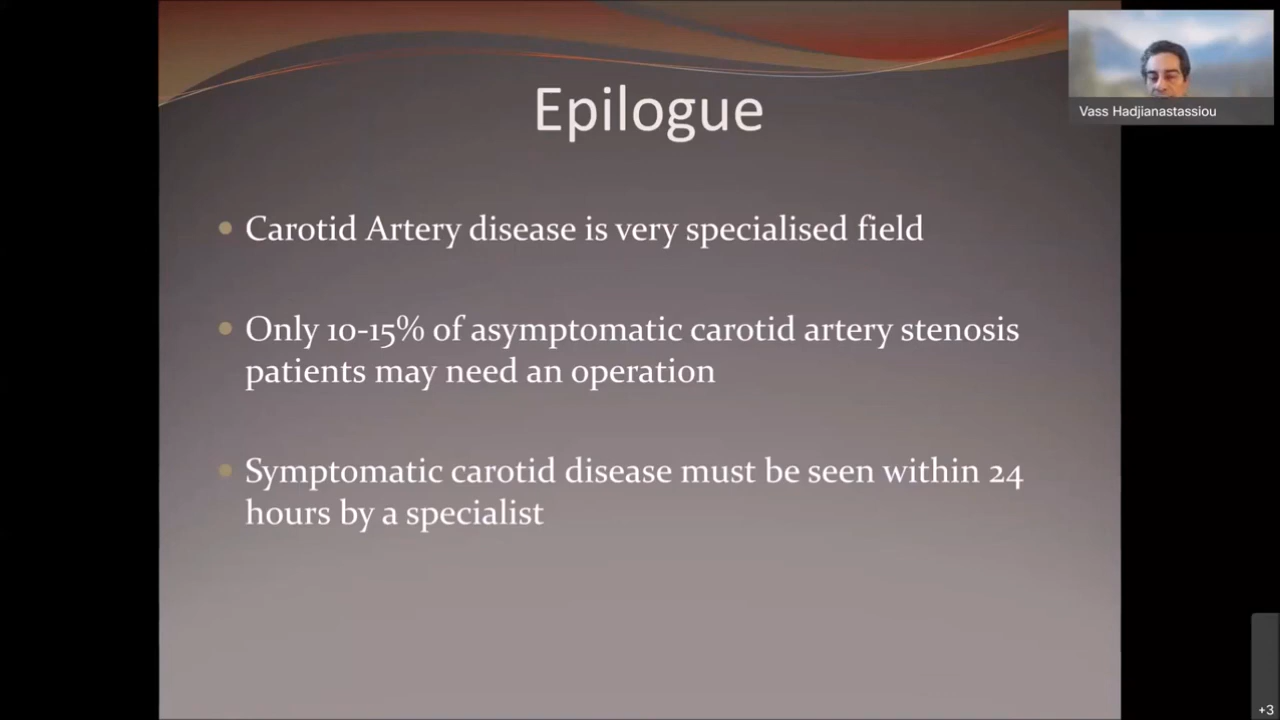 Epilogue
Vass Hadjianastassiou
Carotid Artery disease is very specialised field
Only 10-15% of asymptomatic carotid artery stenosis
patients may need an operation
Symptomatic carotid disease must be seen within 24
hours by a specialist
+3